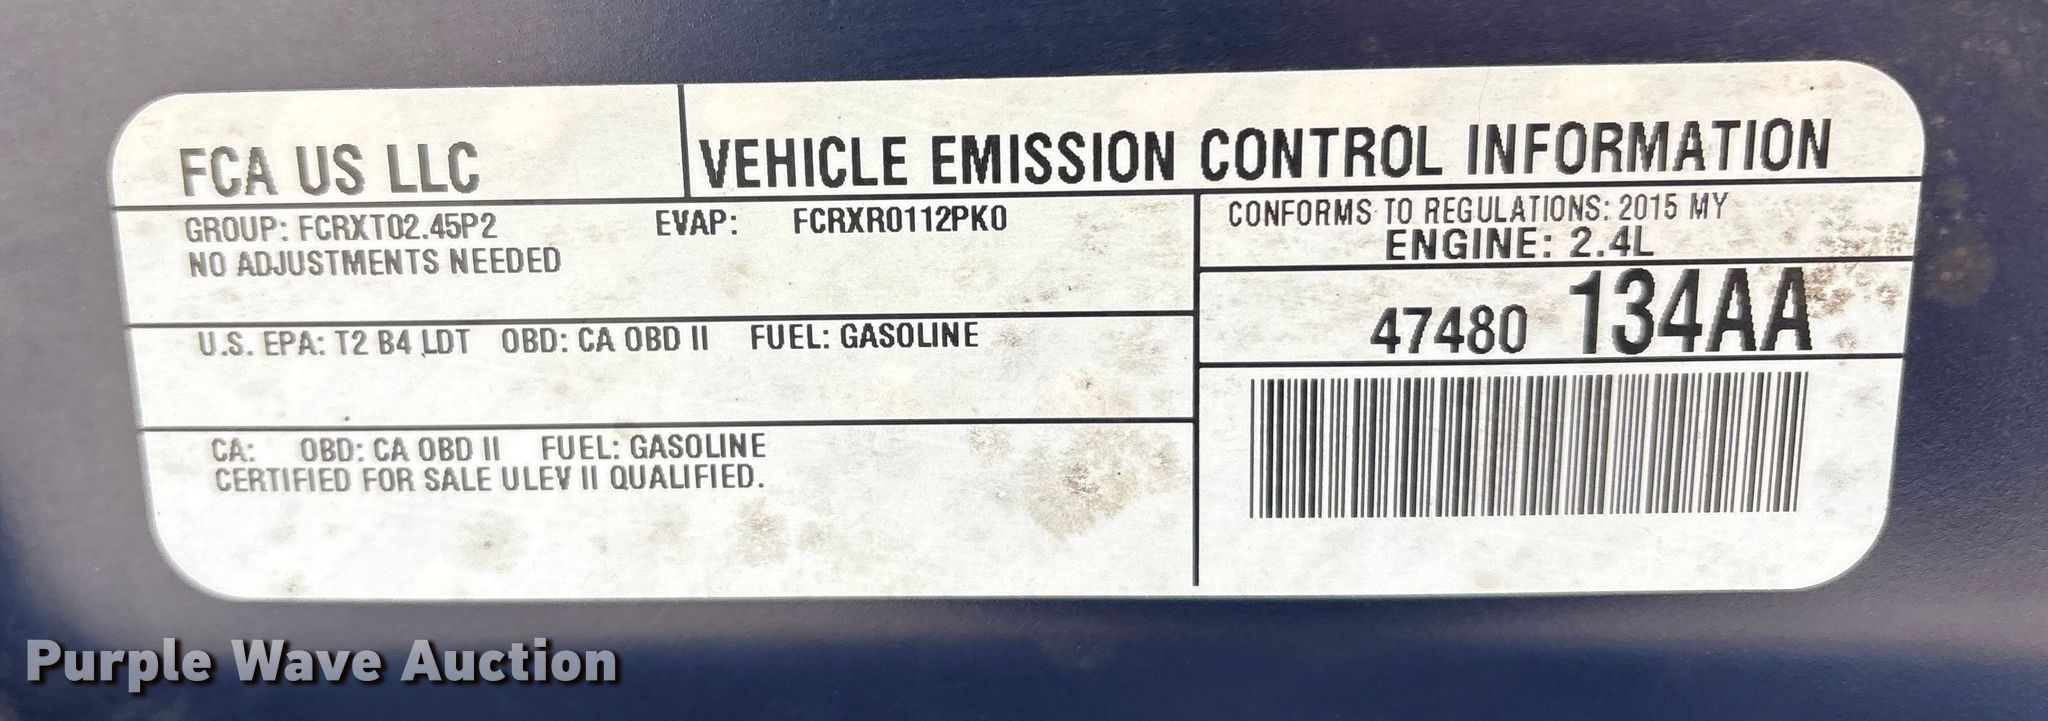 FCA US LLC
VEHICLE EMISSION CONTROL INFORMATION
GROUP: FCRXT02.45P2 EVAP: FCRXR0112PK0
NO ADJUSTMENTS NEEDED
CONFORMS TO REGULATIONS: 2015 MY
ENGINE: 2.4L
47480 134AA
U.S. EPA: T2 B4 LDT OBD: CA OBD II FUEL: GASOLINE
CA: OBD: CA OBD II FUEL: GASOLINE
CERTIFIED FOR SALE ULEV II QUALIFIED.
Purple Wave Auction